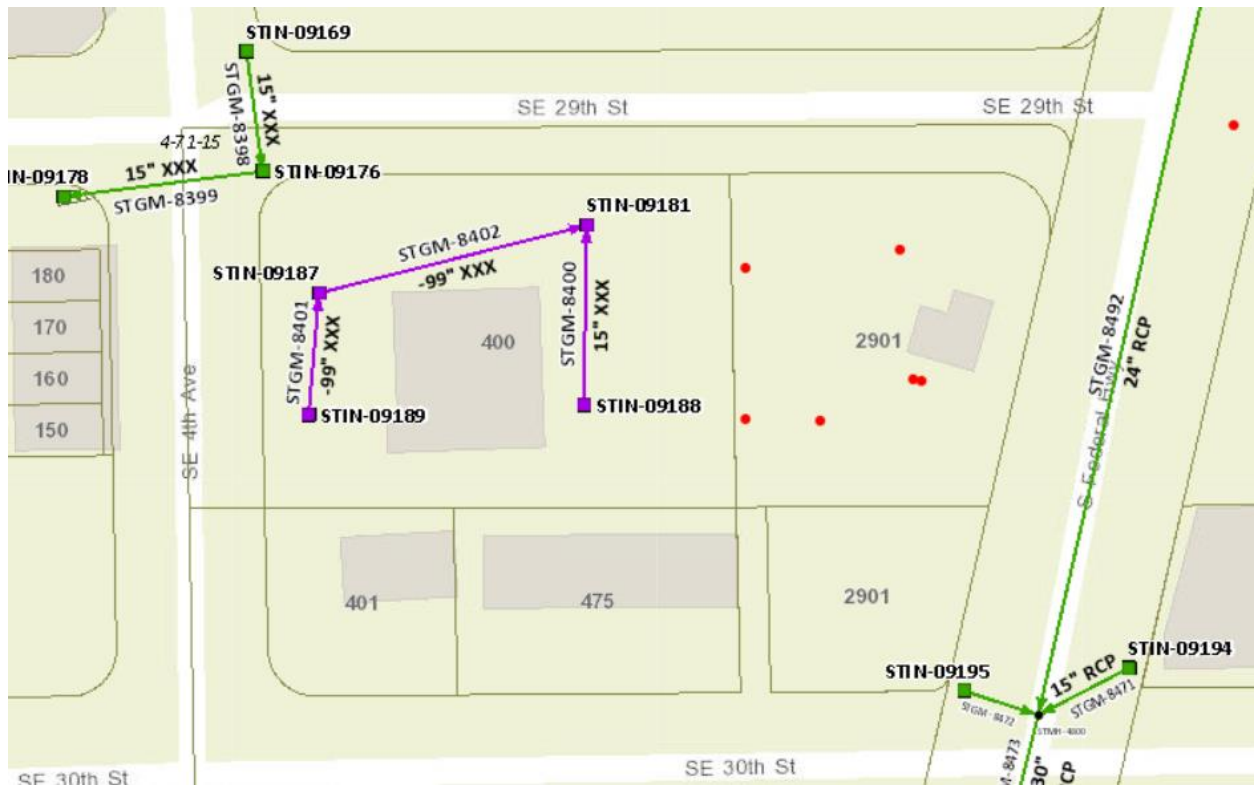 STIN-09169
15" XXX
STGM-8398
SE 29th St
SE 29th St
4-7 1-15
IN-09178
15" XXX
STIN-09176
STGM-8399
STIN-09181
STGM-8402
-99" XXX
STIN-09187
180
170
160
150
STGM-8401
-99" XXX
400
STGM-8400
15" XXX
2901
STGM-8492
24" RCP
SE 4th Ave
STIN-09189
STIN-09188
S Federal Hwy
401
475
2901
STIN-09195
STIN-09194
15" RCP
STGM-8471
STGM-8472
STMH-4800
M-8473
30"
CP
SE 30th St
SE 30th St